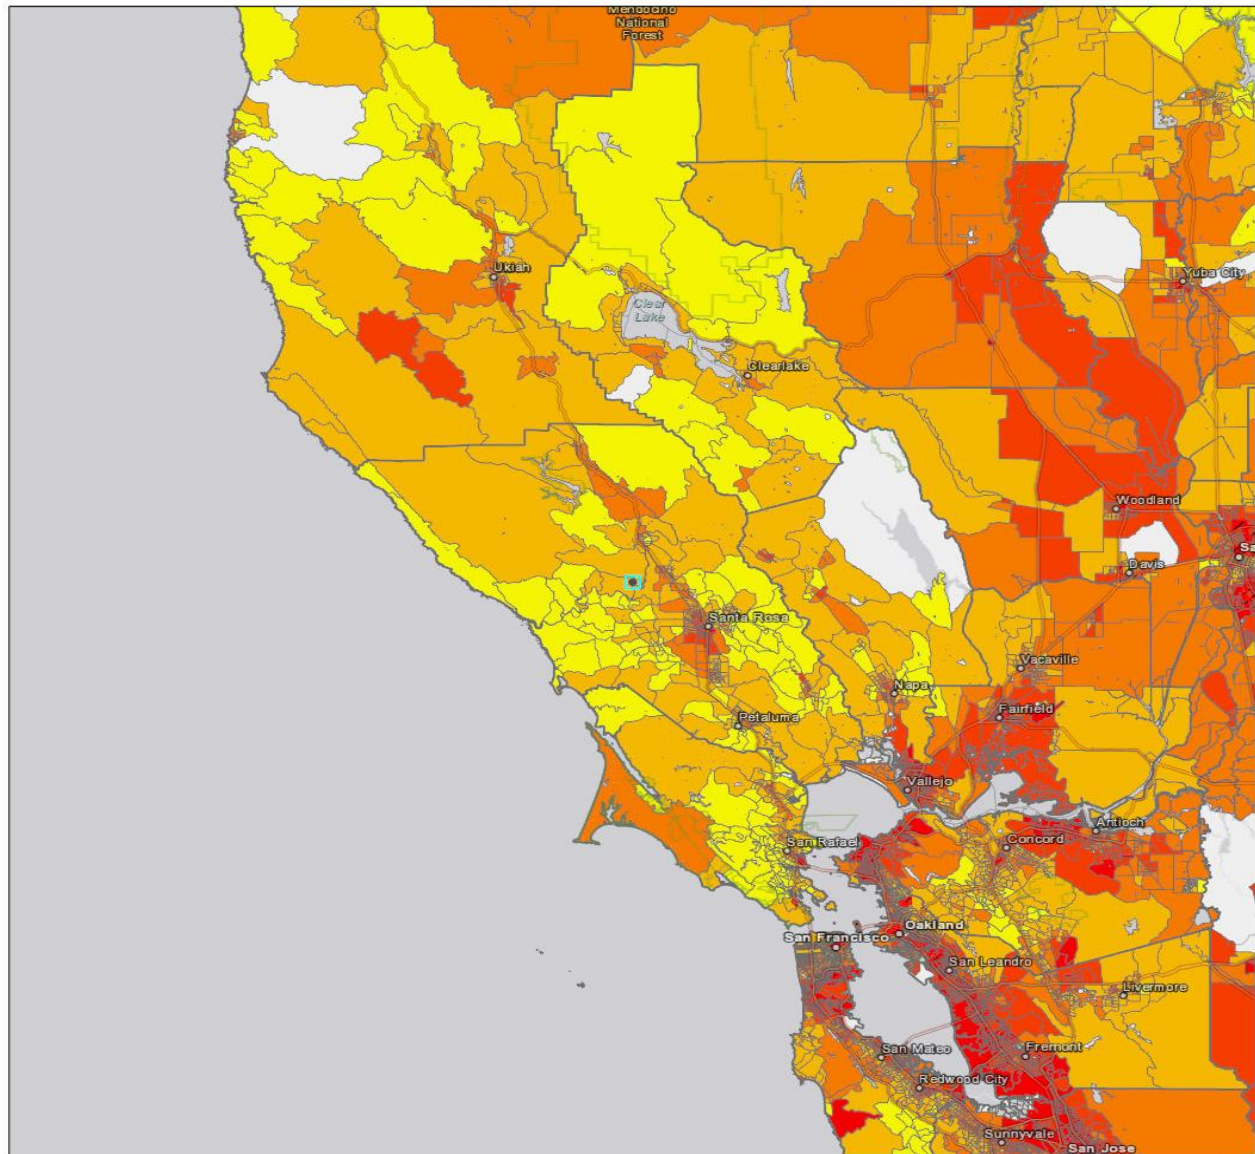 Mendocino
National
Forest
Ukiah
Yuba City
Clear
Lake
Clearlake
Woodland
Davis
Santa Rosa
Vacaville
Napa
Fairfield
Petaluma
Vallejo
Antioch
Concord
San Rafael
Oakland
San Francisco
San Leandro
Livermore
Fremont
San Mateo
Redwood City
Sunnyvale
San Jose